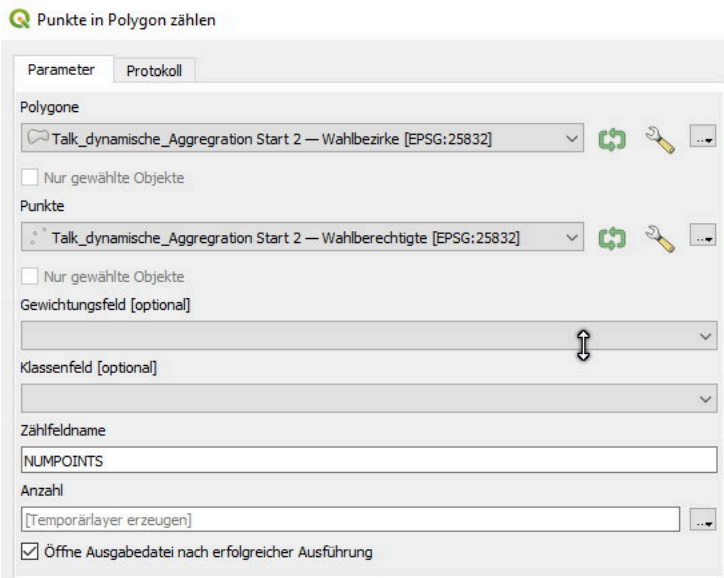 Punkte in Polygon zählen
Parameter
Protokoll
Polygone
Talk_dynamische_Aggregration Start 2 — Wahlbezirke [EPSG:25832]
...
Nur gewählte Objekte
Punkte
Talk_dynamische_Aggregration Start 2 — Wahlberechtigte [EPSG:25832]
...
Nur gewählte Objekte
Gewichtungsfeld [optional]
Klassenfeld [optional]
Zählfeldname
NUMPOINTS
Anzahl
[Temporärlayer erzeugen]
...
Öffne Ausgabedatei nach erfolgreicher Ausführung